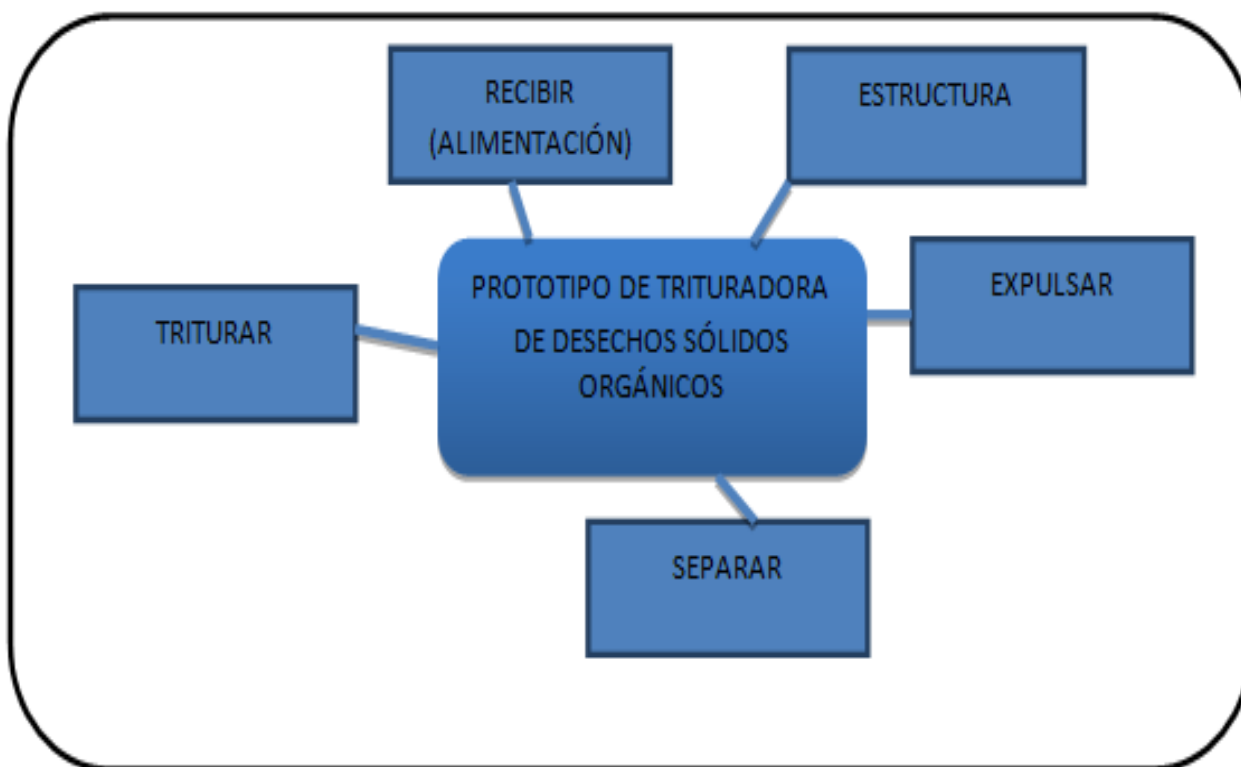 RECIBIR
(ALIMENTACIÓN)
ESTRUCTURA
PROTOTIPO DE TRITURADORA
DE DESECHOS SÓLIDOS
ORGÁNICOS
EXPULSAR
TRITURAR
SEPARAR